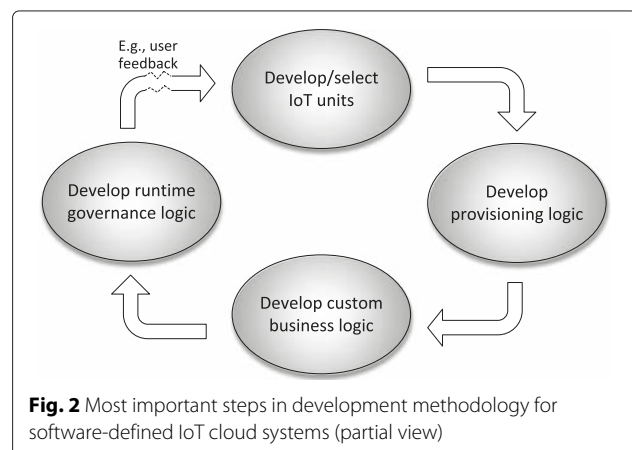 E.g., user
feedback
Develop/select
IoT units
Develop runtime
governance logic
Develop
provisioning logic
Develop custom
business logic
Fig. 2 Most important steps in development methodology for
software-defined IoT cloud systems (partial view)